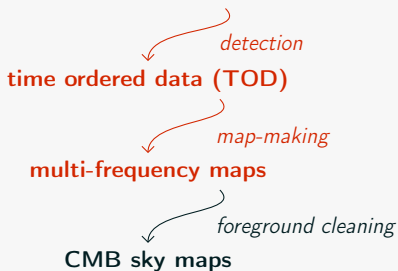 detection
time ordered data (TOD)
map-making
multi-frequency maps
foreground cleaning
CMB sky maps